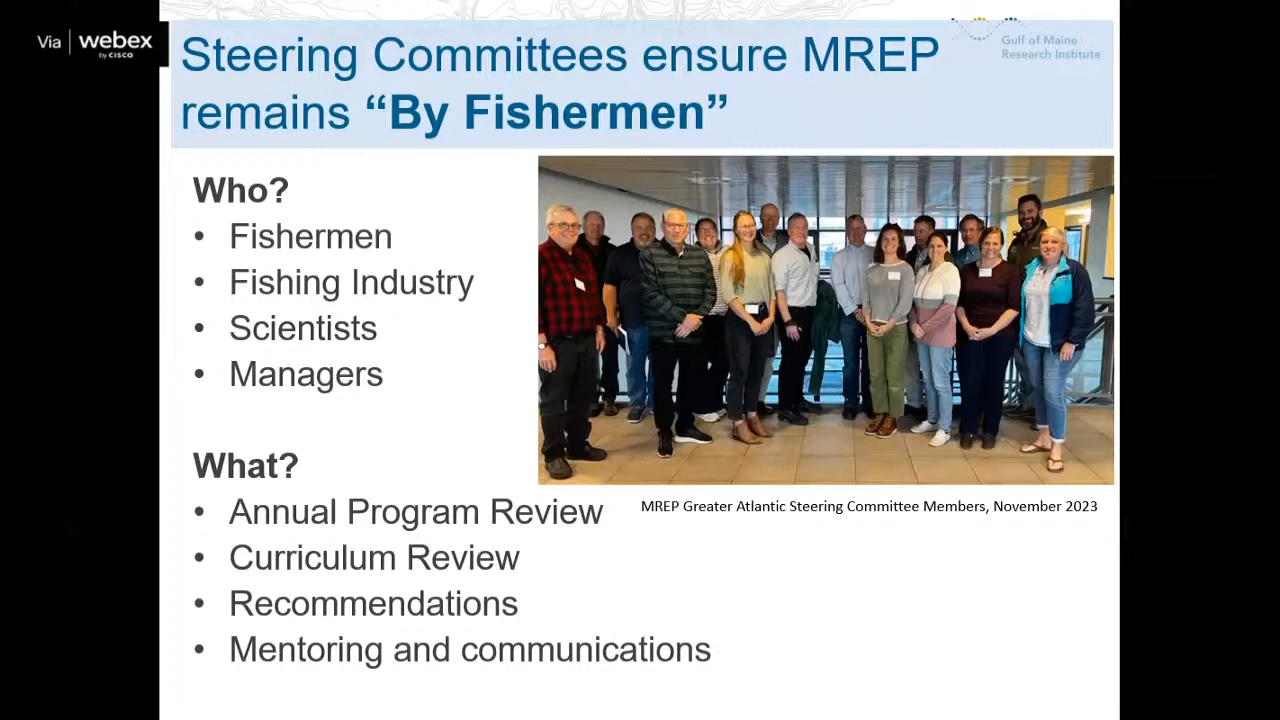 Via webex
by CISCO
Steering Committees ensure MREP
remains “By Fishermen”
Gulf of Maine
Research Institute
Who?
• Fishermen
• Fishing Industry
• Scientists
• Managers
What?
• Annual Program Review
• Curriculum Review
• Recommendations
• Mentoring and communications
MREP Greater Atlantic Steering Committee Members, November 2023